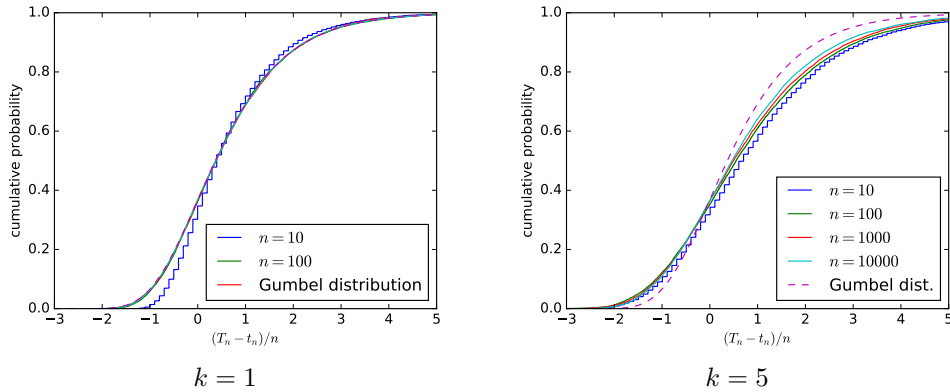 1.0
0.8
0.6
0.4
0.2
0.0
cumulative probability
−3 −2 −1 0 1 2 3 4 5
(T_n − t_n)/n
n = 10
n = 100
Gumbel distribution
k = 1
1.0
0.8
0.6
0.4
0.2
0.0
cumulative probability
−3 −2 −1 0 1 2 3 4 5
(T_n − t_n)/n
n = 10
n = 100
n = 1000
n = 10000
Gumbel dist.
k = 5